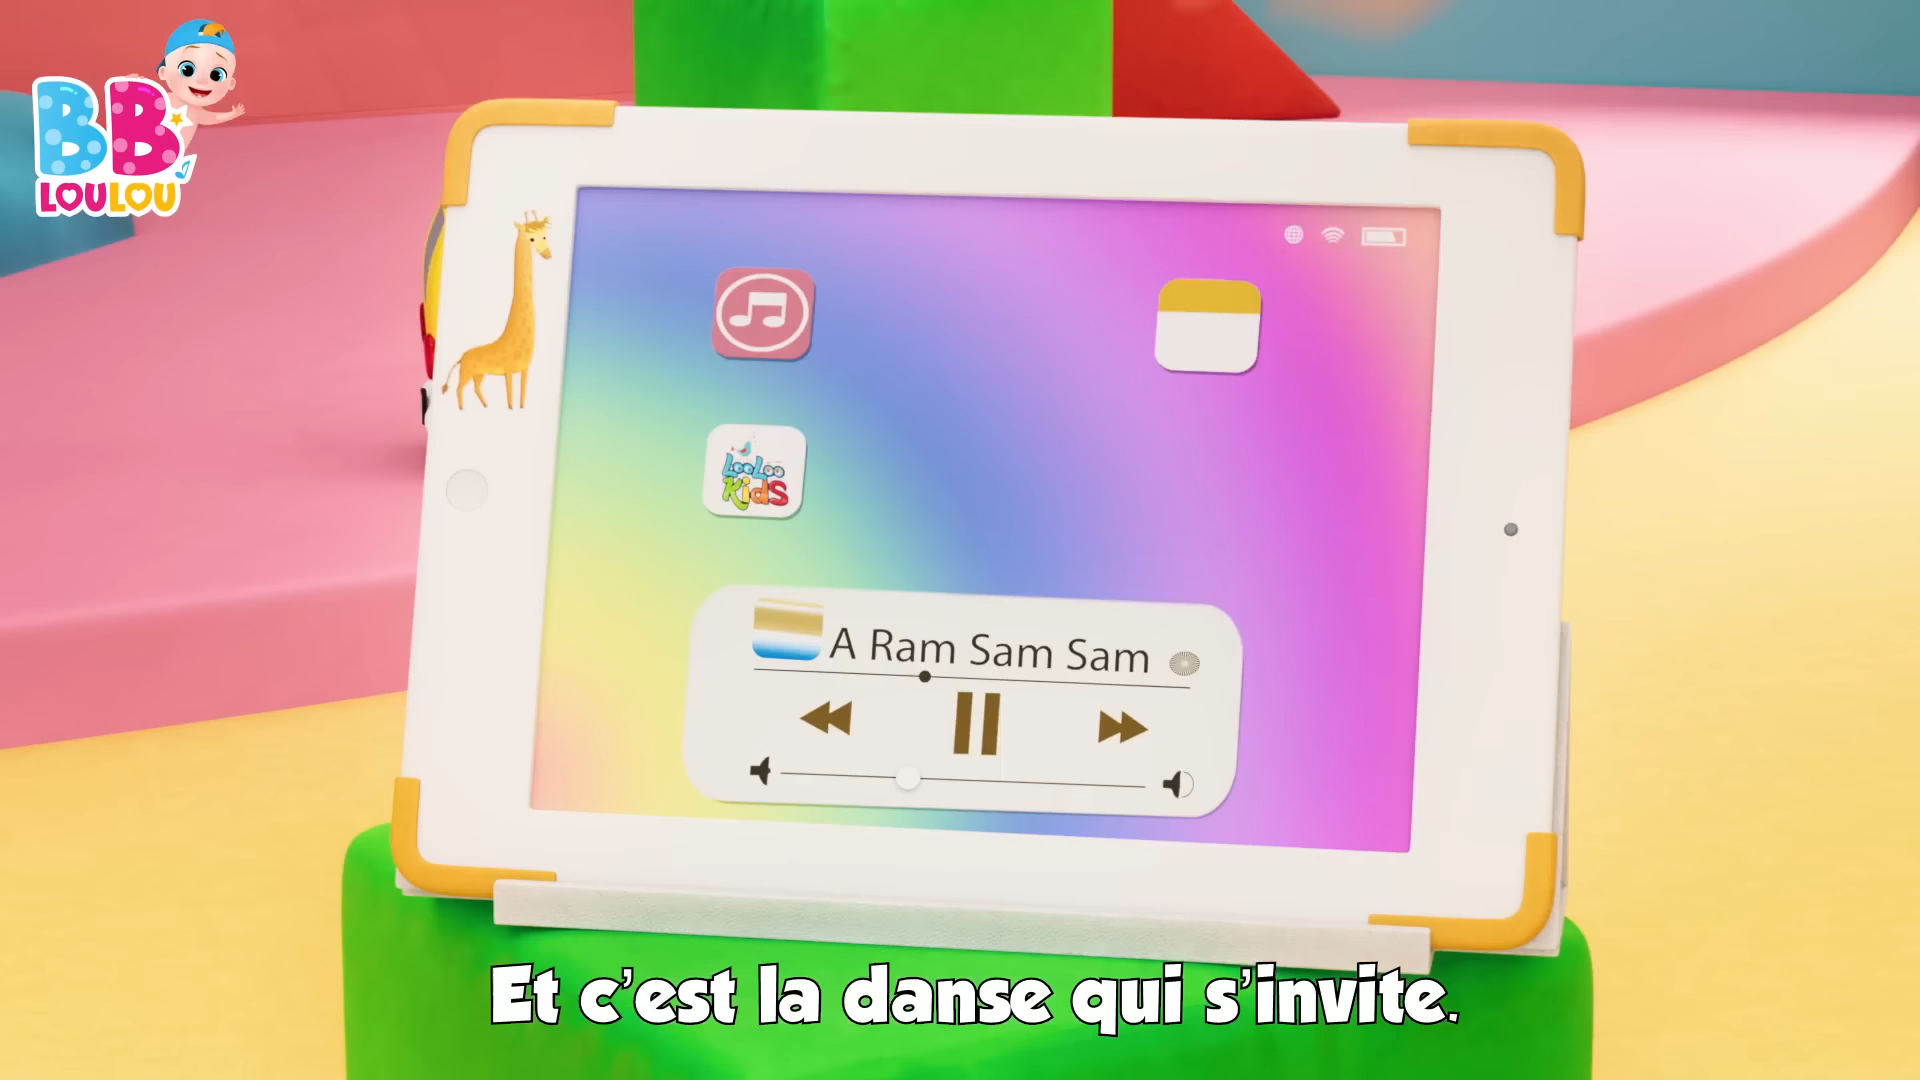 BB
LOULOU
LooLoo
Kids
A Ram Sam Sam
Et c'est la danse qui s'invite.